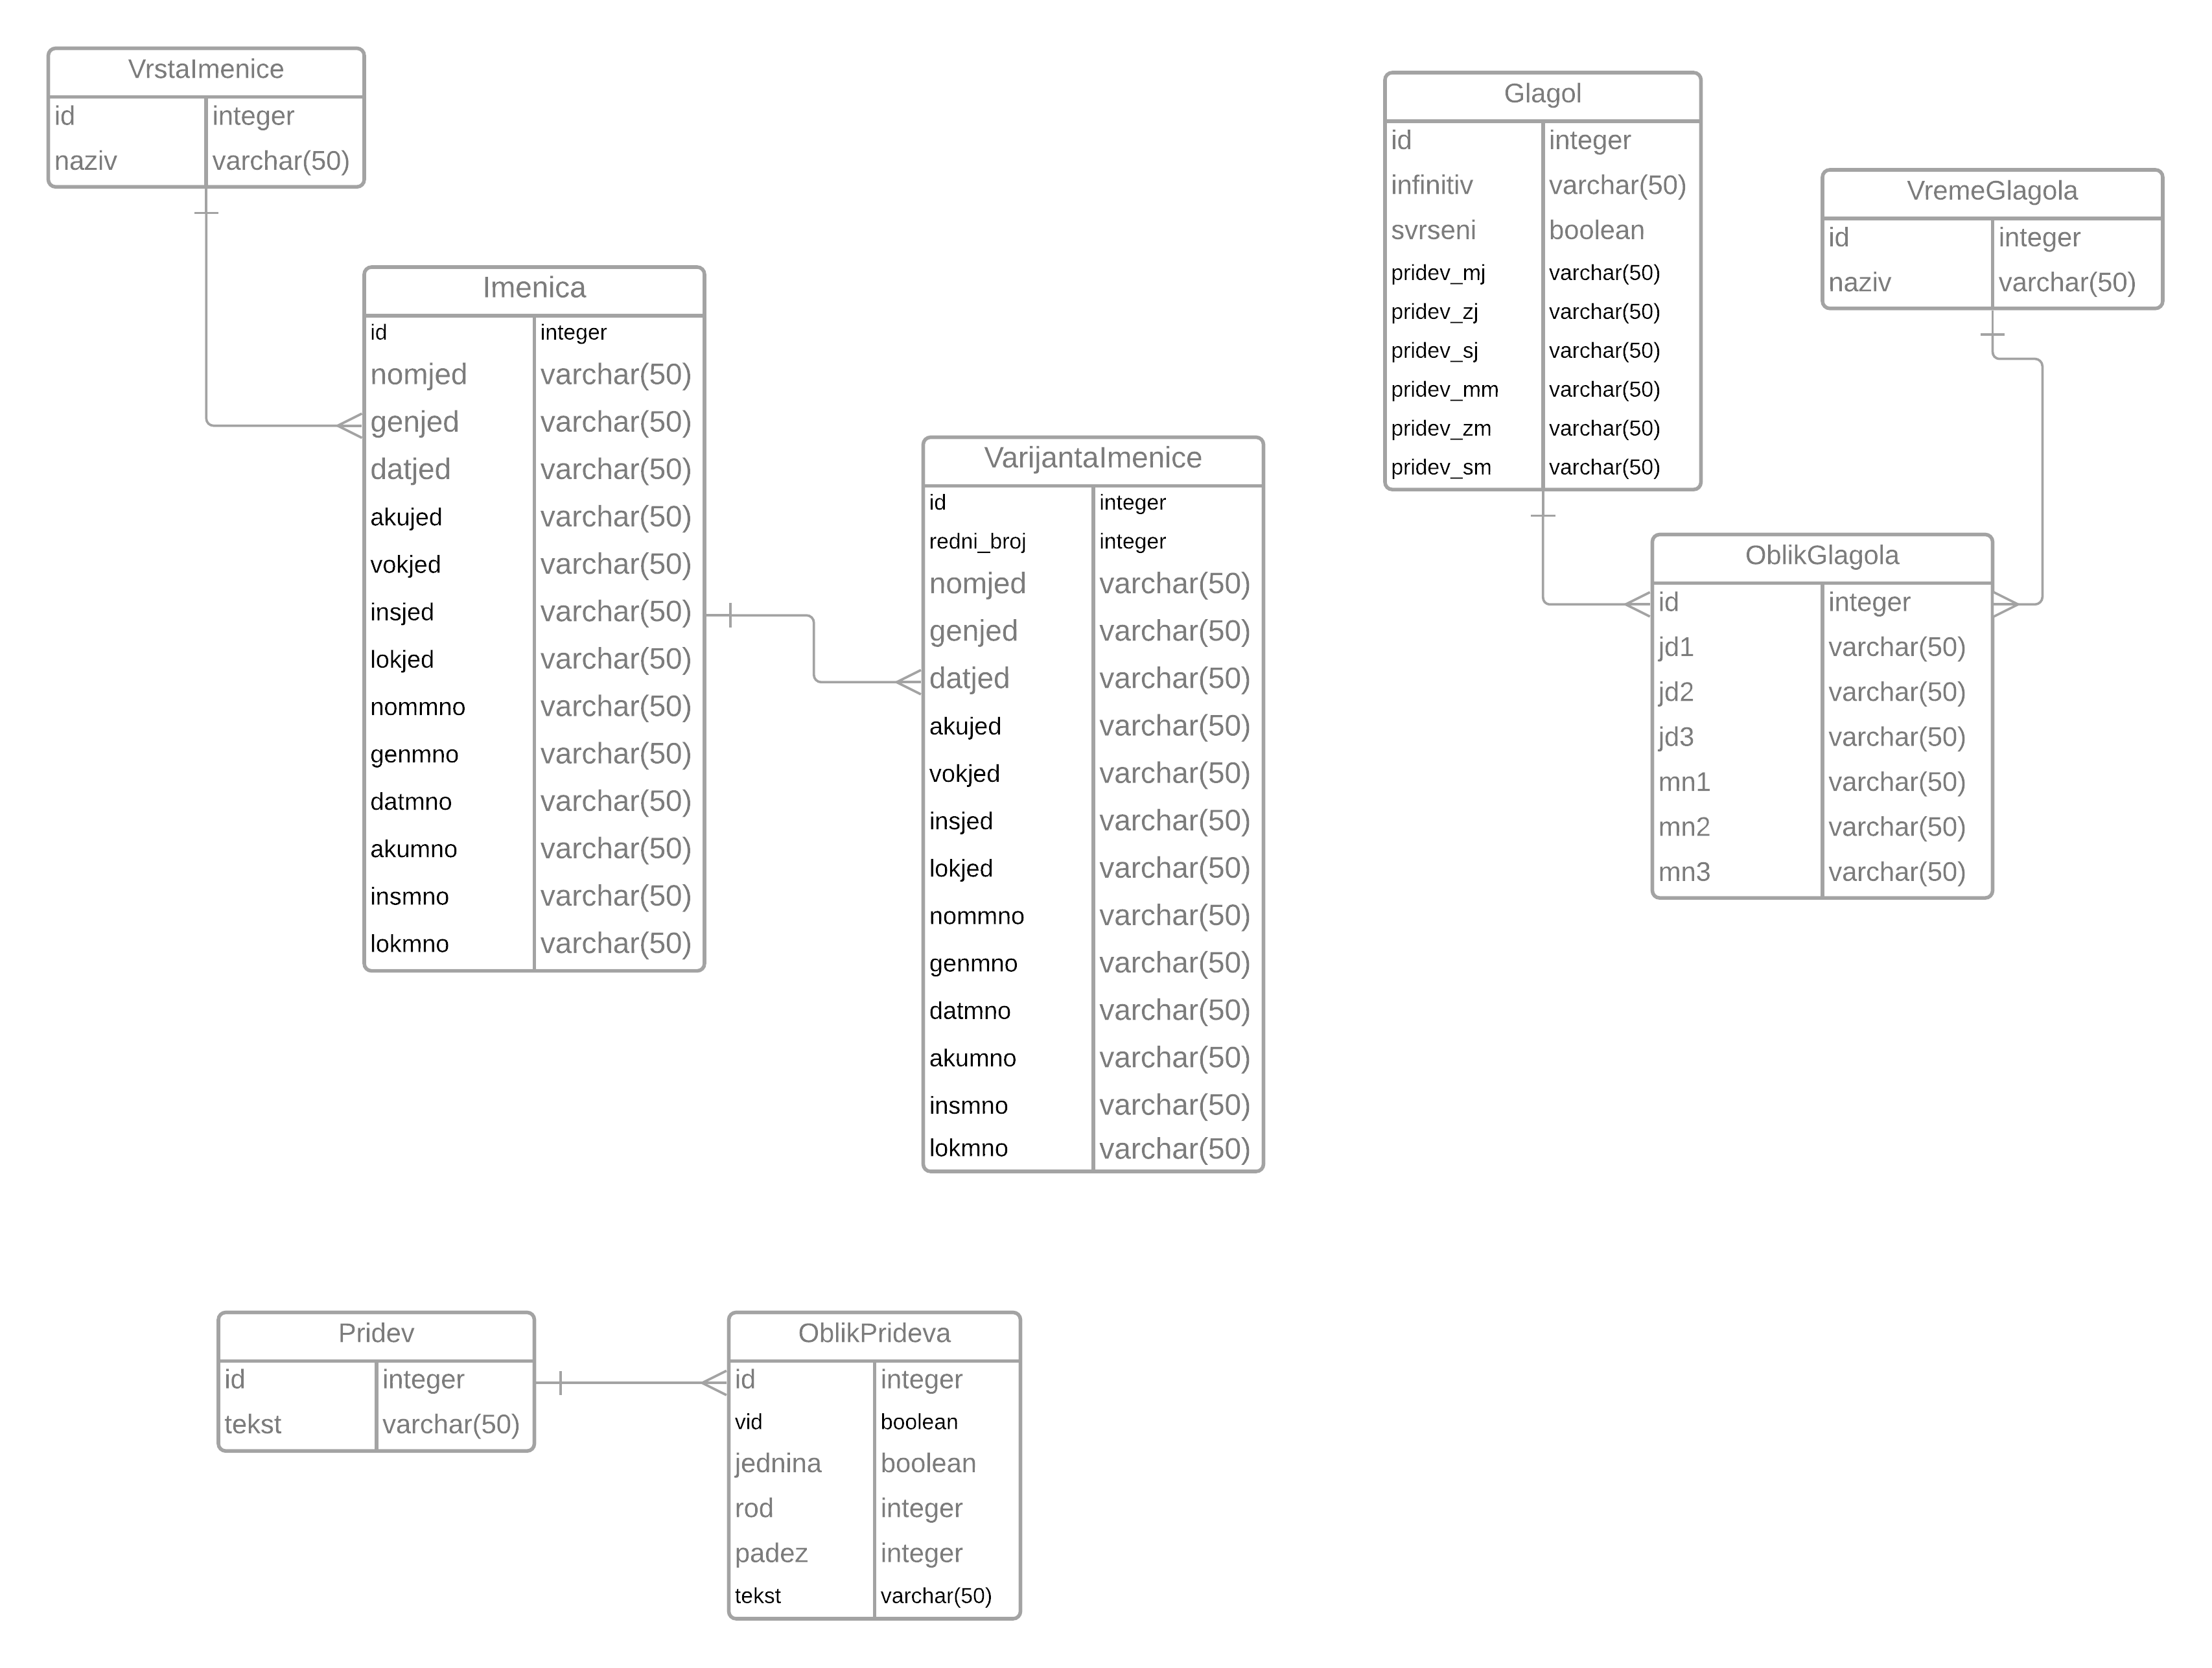 VrstaImenice
id integer
naziv varchar(50)
Imenica
id integer
nomjed varchar(50)
genjed varchar(50)
datjed varchar(50)
akujed varchar(50)
vokjed varchar(50)
insjed varchar(50)
lokjed varchar(50)
nommno varchar(50)
genmno varchar(50)
datmno varchar(50)
akumno varchar(50)
insmno varchar(50)
lokmno varchar(50)
VarijantaImenice
id integer
redni_broj integer
nomjed varchar(50)
genjed varchar(50)
datjed varchar(50)
akujed varchar(50)
vokjed varchar(50)
insjed varchar(50)
lokjed varchar(50)
nommno varchar(50)
genmno varchar(50)
datmno varchar(50)
akumno varchar(50)
insmno varchar(50)
lokmno varchar(50)
Glagol
id integer
infinitiv varchar(50)
svrseni boolean
pridev_mj varchar(50)
pridev_zj varchar(50)
pridev_sj varchar(50)
pridev_mm varchar(50)
pridev_zm varchar(50)
pridev_sm varchar(50)
VremeGlagola
id integer
naziv varchar(50)
OblikGlagola
id integer
jd1 varchar(50)
jd2 varchar(50)
jd3 varchar(50)
mn1 varchar(50)
mn2 varchar(50)
mn3 varchar(50)
Pridev
id integer
tekst varchar(50)
OblikPrideva
id integer
vid boolean
jednina boolean
rod integer
padez integer
tekst varchar(50)